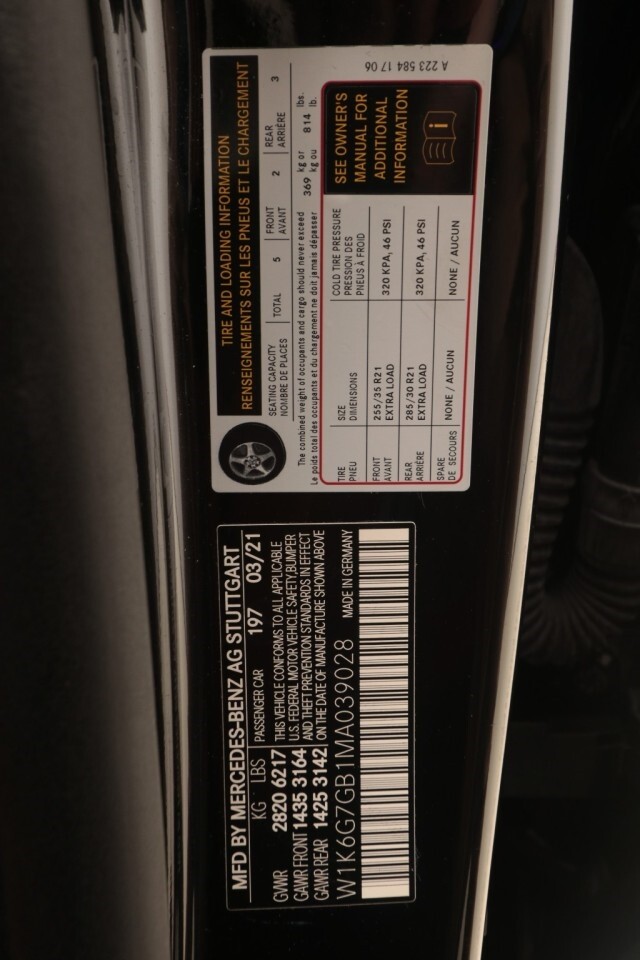 A 223 584 17 06
TIRE AND LOADING INFORMATION
RENSEIGNEMENTS SUR LES PNEUS ET LE CHARGEMENT
SEATING CAPACITY
NOMBRE DE PLACES
TOTAL 5
FRONT
AVANT
2
REAR
ARRIÈRE
3
The combined weight of occupants and cargo should never exceed
Le poids total des occupants et du chargement ne doit jamais dépasser
369 kg or
kg ou
814 lbs.
lb.
TIRE
PNEU
SIZE
DIMENSIONS
COLD TIRE PRESSURE
PRESSION DES
PNEUS À FROID
FRONT
AVANT
255/35 R21
EXTRA LOAD
320 KPA, 46 PSI
REAR
ARRIÈRE
285/30 R21
EXTRA LOAD
320 KPA, 46 PSI
SPARE
DE SECOURS
NONE / AUCUN
NONE / AUCUN
SEE OWNER'S
MANUAL FOR
ADDITIONAL
INFORMATION
i
MFD BY MERCEDES-BENZ AG STUTTGART
KG LBS PASSENGER CAR 197 03/21
GVWR 2820 6217
GAWR FRONT 1435 3164
GAWR REAR 1425 3142
THIS VEHICLE CONFORMS TO ALL APPLICABLE
U.S. FEDERAL MOTOR VEHICLE SAFETY, BUMPER
AND THEFT PREVENTION STANDARDS IN EFFECT
ON THE DATE OF MANUFACTURE SHOWN ABOVE
W1K6G7GB1MA039028 MADE IN GERMANY